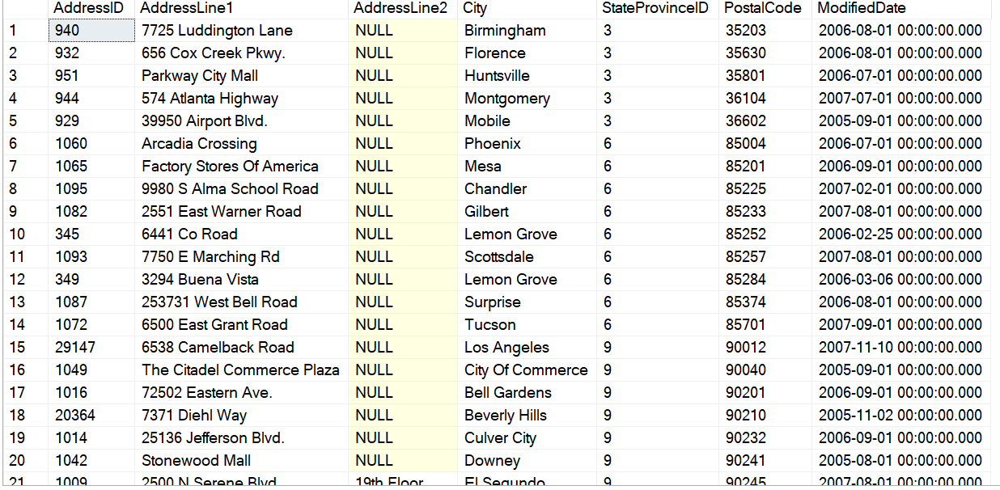 AddressID AddressLine1 AddressLine2 City StateProvinceID PostalCode ModifiedDate
1 940 7725 Luddington Lane NULL Birmingham 3 35203 2006-08-01 00:00:00.000
2 932 656 Cox Creek Pkwy. NULL Florence 3 35630 2006-08-01 00:00:00.000
3 951 Parkway City Mall NULL Huntsville 3 35801 2006-07-01 00:00:00.000
4 944 574 Atlanta Highway NULL Montgomery 3 36104 2007-07-01 00:00:00.000
5 929 39950 Airport Blvd. NULL Mobile 3 36602 2005-09-01 00:00:00.000
6 1060 Arcadia Crossing NULL Phoenix 6 85004 2006-07-01 00:00:00.000
7 1065 Factory Stores Of America NULL Mesa 6 85201 2006-09-01 00:00:00.000
8 1095 9980 S Alma School Road NULL Chandler 6 85225 2007-02-01 00:00:00.000
9 1082 2551 East Warner Road NULL Gilbert 6 85233 2007-08-01 00:00:00.000
10 345 6441 Co Road NULL Lemon Grove 6 85252 2006-02-25 00:00:00.000
11 1093 7750 E Marching Rd NULL Scottsdale 6 85257 2007-08-01 00:00:00.000
12 349 3294 Buena Vista NULL Lemon Grove 6 85284 2006-03-06 00:00:00.000
13 1087 253731 West Bell Road NULL Surprise 6 85374 2006-08-01 00:00:00.000
14 1072 6500 East Grant Road NULL Tucson 6 85701 2007-09-01 00:00:00.000
15 29147 6538 Camelback Road NULL Los Angeles 9 90012 2007-11-10 00:00:00.000
16 1049 The Citadel Commerce Plaza NULL City Of Commerce 9 90040 2005-09-01 00:00:00.000
17 1016 72502 Eastern Ave. NULL Bell Gardens 9 90201 2006-09-01 00:00:00.000
18 20364 7371 Diehl Way NULL Beverly Hills 9 90210 2005-11-02 00:00:00.000
19 1014 25136 Jefferson Blvd. NULL Culver City 9 90232 2006-09-01 00:00:00.000
20 1042 Stonewood Mall NULL Downey 9 90241 2005-08-01 00:00:00.000
21 1009 2500 N Serene Blvd 19th Floor El Segundo 9 90245 2007-08-01 00:00:00.000